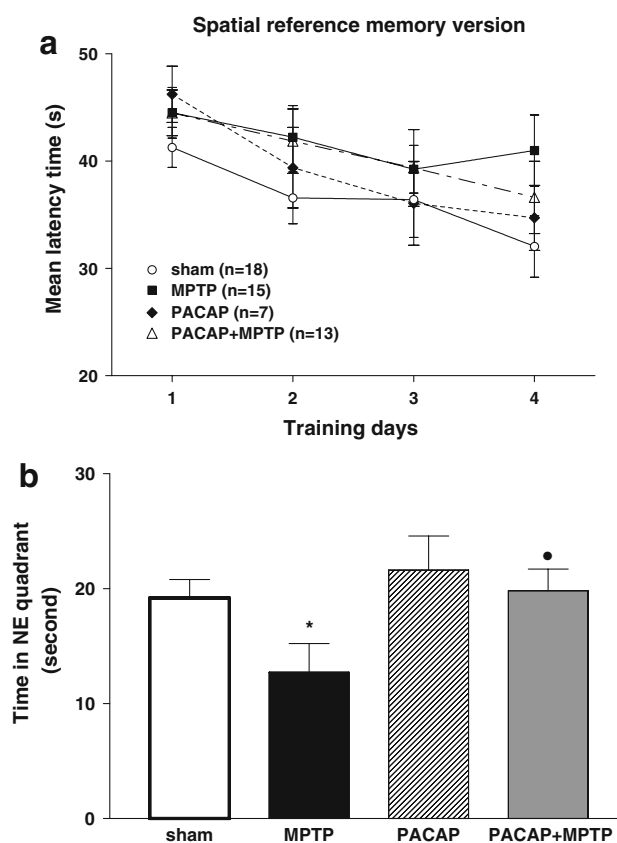 Spatial reference memory version
a
50
40
30
20
Mean latency time (s)
sham (n=18)
MPTP (n=15)
PACAP (n=7)
PACAP+MPTP (n=13)
1 2 3 4
Training days
b
30
20
10
0
Time in NE quadrant
(second)
*
sham MPTP PACAP PACAP+MPTP